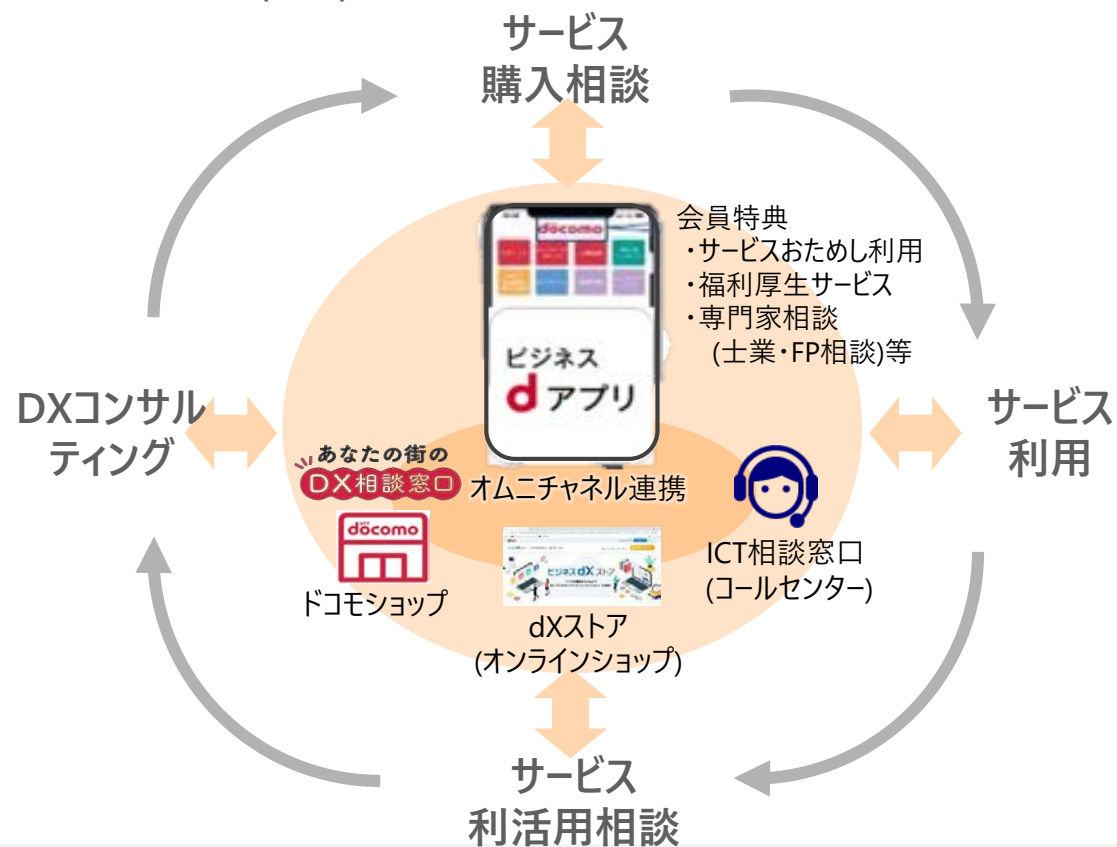 サービス
購入相談
döcomo
会員特典
・サービスおためし利用
・福利厚生サービス
・専門家相談
(士業・FP相談)等
ビジネス
dアプリ
DXコンサル
ティング
サービス
利用
あなたの街の
DX相談窓口
オムニチャネル連携
döcomo
ドコモショップ
ビジネスdXストア
dXストア
(オンラインショップ)
ICT相談窓口
(コールセンター)
サービス
利活用相談